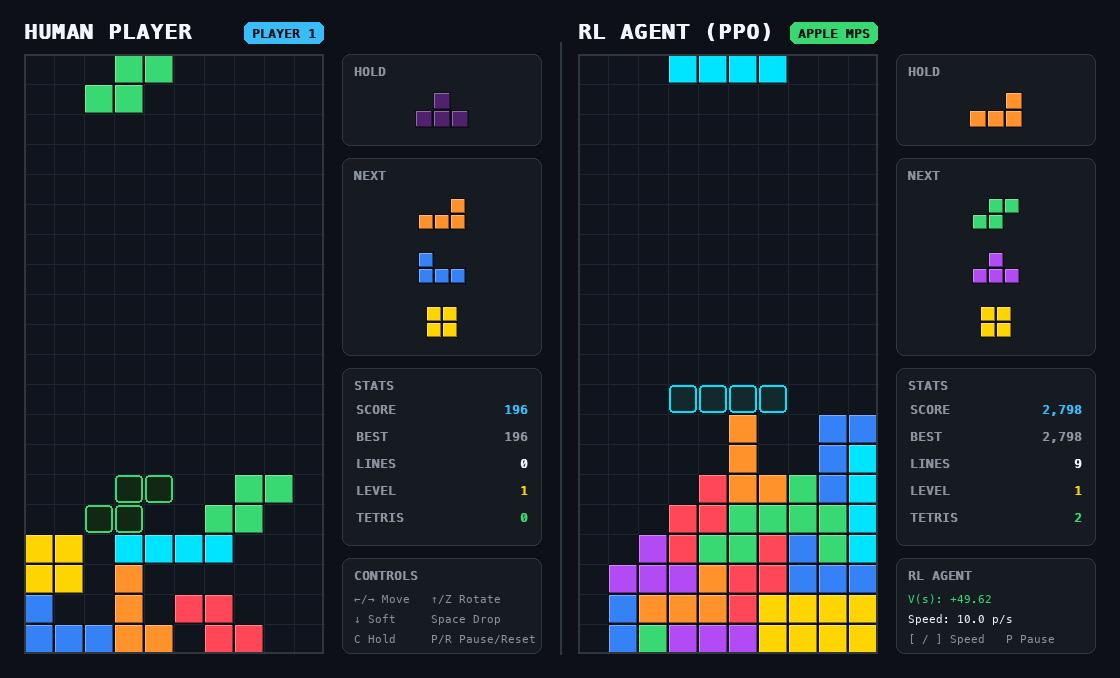 HUMAN PLAYER
PLAYER 1
HOLD
NEXT
STATS
SCORE 196
BEST 196
LINES 0
LEVEL 1
TETRIS 0
CONTROLS
←/→ Move ↑/Z Rotate
↓ Soft Space Drop
C Hold P/R Pause/Reset
RL AGENT (PPO)
APPLE MPS
HOLD
NEXT
STATS
SCORE 2,798
BEST 2,798
LINES 9
LEVEL 1
TETRIS 2
RL AGENT
V(s): +49.62
Speed: 10.0 p/s
[ / ] Speed P Pause